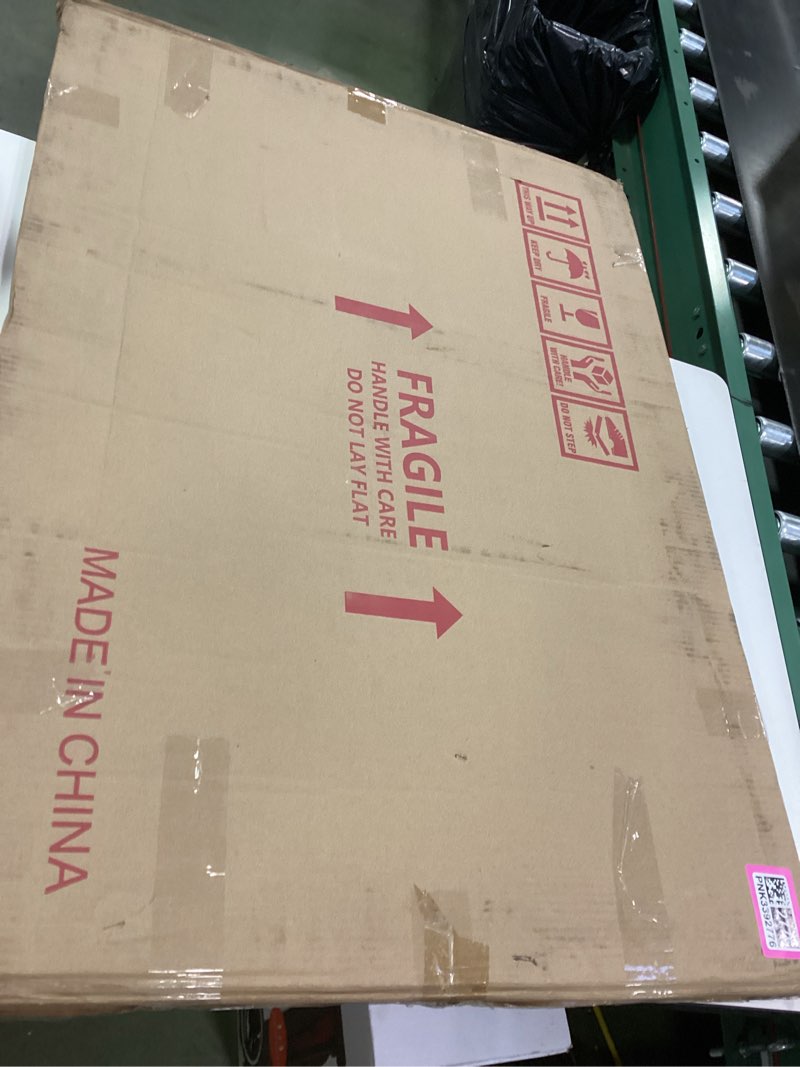 THIS WAY UP!
KEEP DRY
FRAGILE
HANDLE
WITH CARE!
DO NOT STEP
FRAGILE
HANDLE WITH CARE
DO NOT LAY FLAT
MADE IN CHINA
PNK3392776